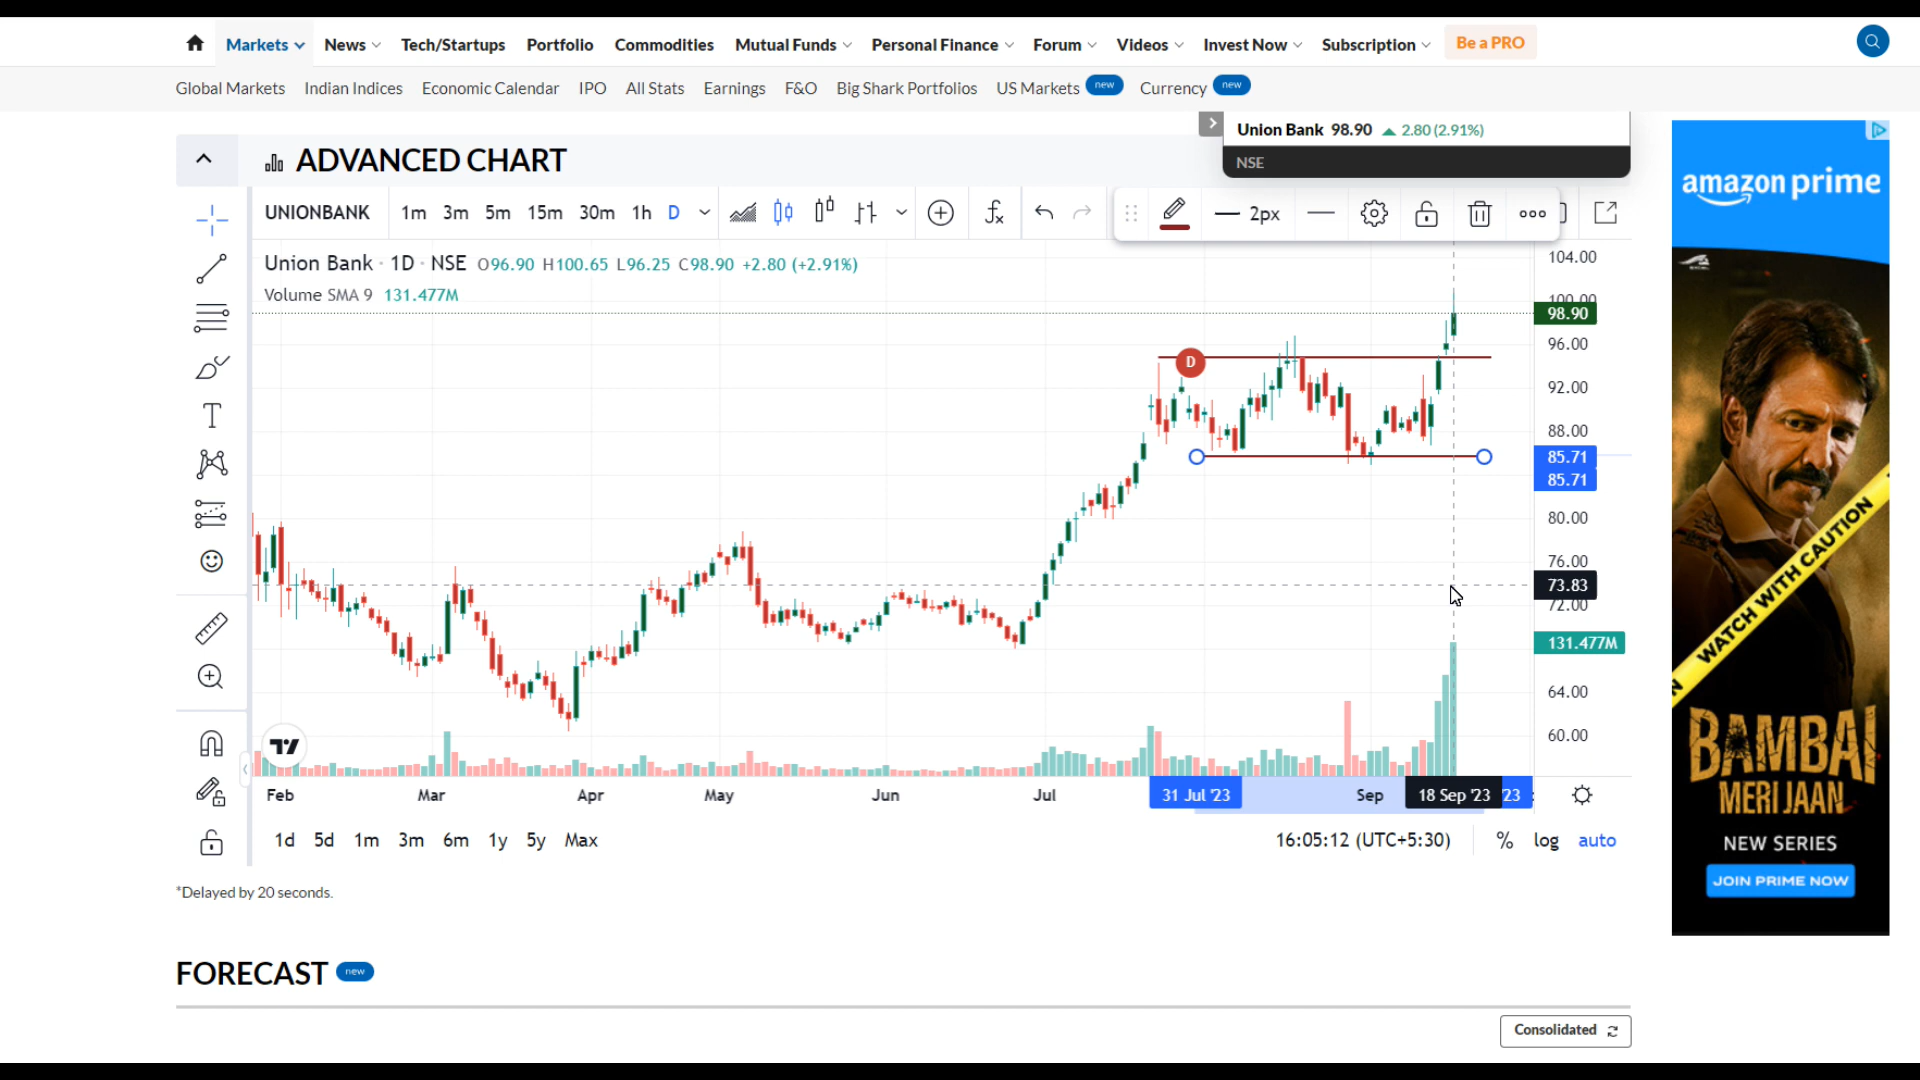 Markets News Tech/Startups Portfolio Commodities Mutual Funds Personal Finance Forum Videos Invest Now Subscription Be a PRO
Global Markets Indian Indices Economic Calendar IPO All Stats Earnings F&O Big Shark Portfolios US Markets new Currency new
Union Bank 98.90 2.80 (2.91%)
NSE
ADVANCED CHART
UNIONBANK 1m 3m 5m 15m 30m 1h D 2px
Union Bank · 1D · NSE O96.90 H100.65 L96.25 C98.90 +2.80 (+2.91%)
Volume SMA 9 131.477M
104.00
100.00
98.90
96.00
D
92.00
88.00
85.71
85.71
80.00
76.00
73.83
72.00
131.477M
64.00
60.00
Feb Mar Apr May Jun Jul 31 Jul '23 Sep 18 Sep '23 '23
1d 5d 1m 3m 6m 1y 5y Max 16:05:12 (UTC+5:30) % log auto
*Delayed by 20 seconds.
FORECAST new
Consolidated
amazon prime
WATCH WITH CAUTION
BAMBAI
MERI JAAN
NEW SERIES
JOIN PRIME NOW